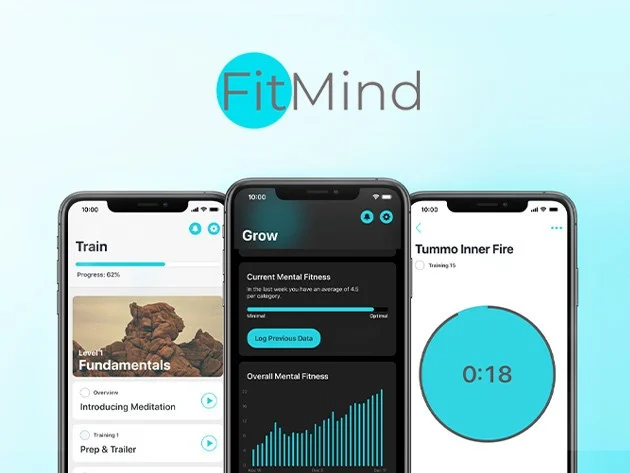 FitMind
10:00
Train
Progress: 62%
Level 1
Fundamentals
Overview
Introducing Meditation
Training 1
Prep & Trailer
10:00
Grow
Current Mental Fitness
In the last week you have an average of 4.5
per category.
Minimal
Optimal
Log Previous Data
Overall Mental Fitness
10:00
Tummo Inner Fire
Training 15
0:18